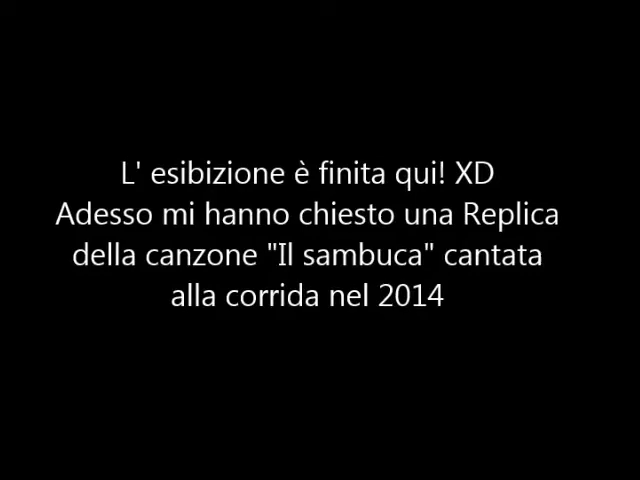 L' esibizione è finita qui! XD
Adesso mi hanno chiesto una Replica
della canzone "Il sambuca" cantata
alla corrida nel 2014